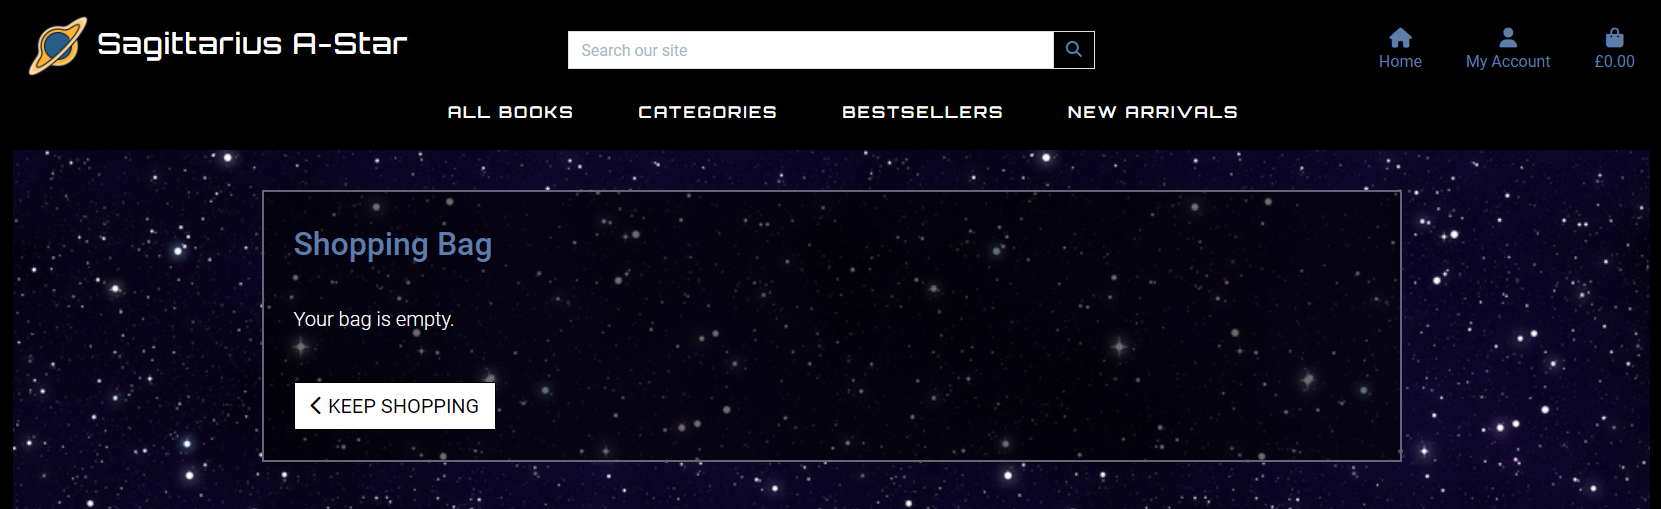 Sagittarius A-Star
Search our site
Home
My Account
£0.00
ALL BOOKS
CATEGORIES
BESTSELLERS
NEW ARRIVALS
Shopping Bag
Your bag is empty.
KEEP SHOPPING